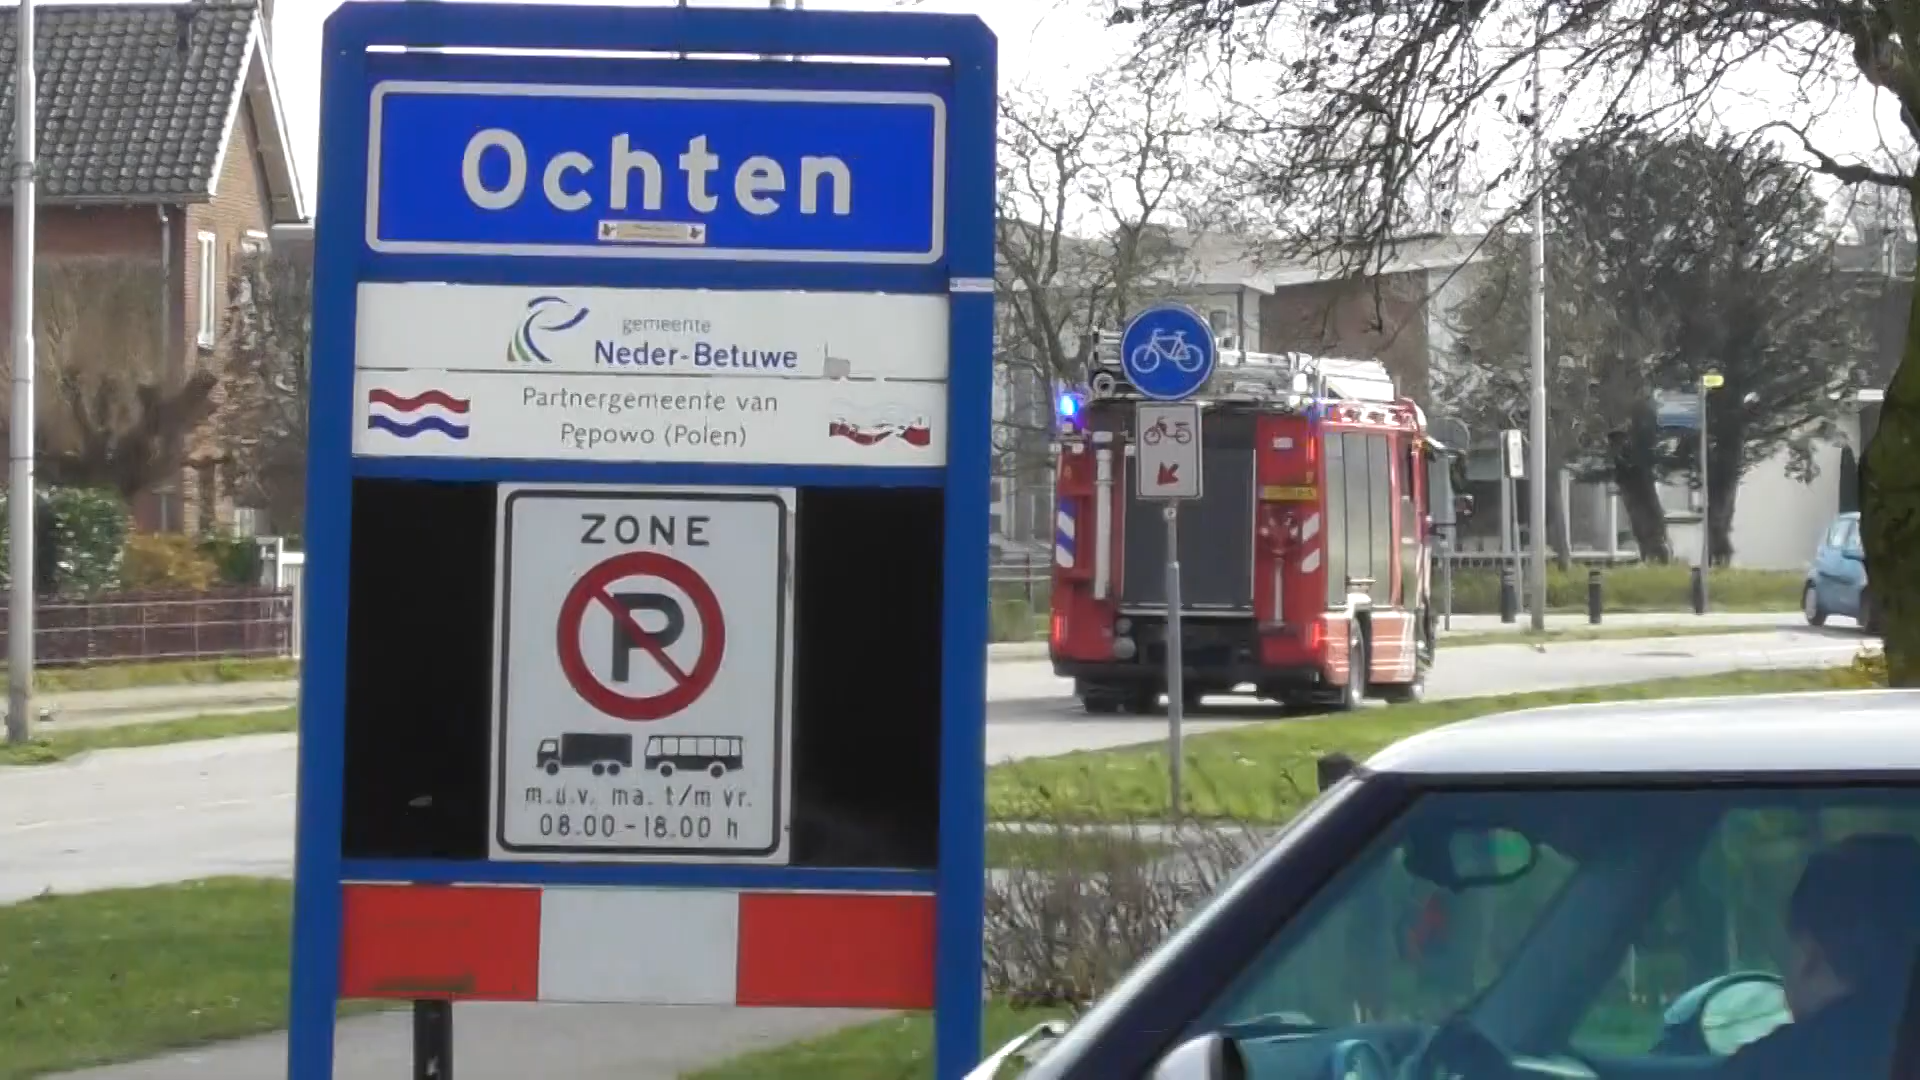 Ochten
gemeente
Neder-Betuwe
Partnergemeente van
Pępowo (Polen)
ZONE
P
m.u.v. ma. t/m vr.
08.00-18.00 h